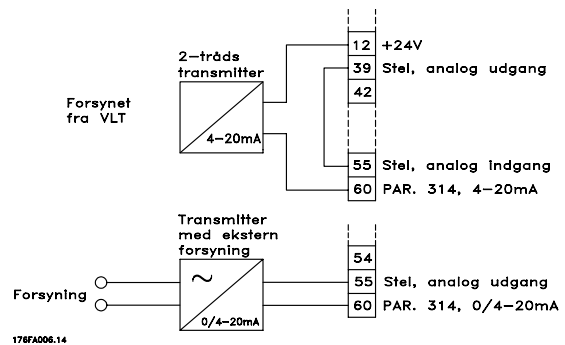 12 +24V
2-tråds
transmitter
39 Stel, analog udgang
42
Forsynet
fra VLT
4-20mA
55 Stel, analog indgang
60 PAR. 314, 4-20mA
Transmitter
med ekstern
forsyning
54
~
55 Stel, analog udgang
Forsyning
60 PAR. 314, 0/4-20mA
0/4-20mA
176FA006.14